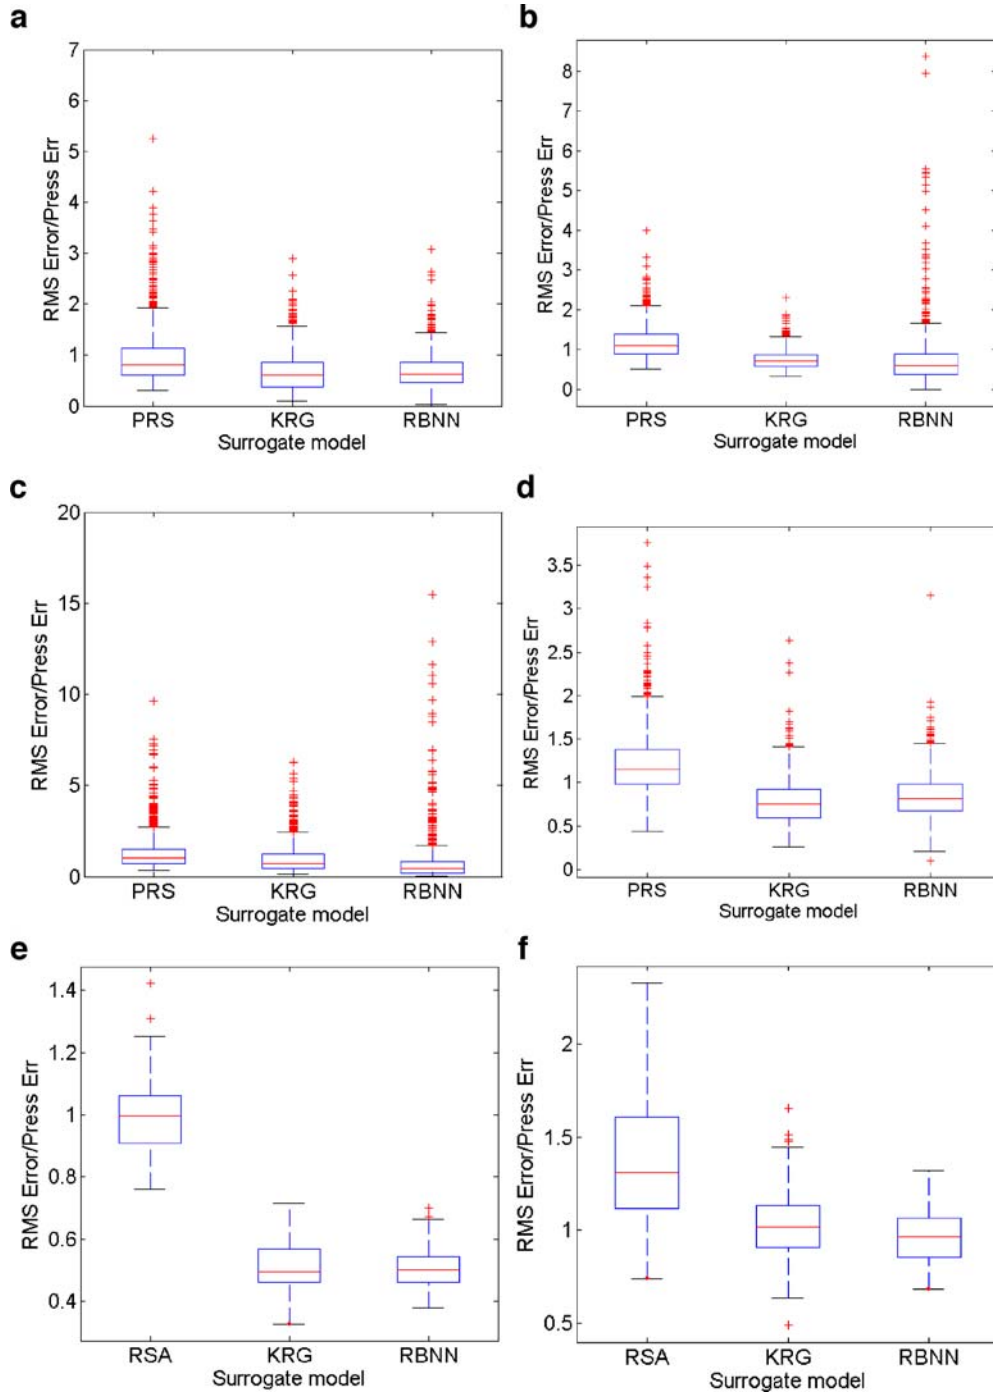 a
7
6
5
4
3
2
1
0
RMS Error/Press Err
PRS KRG RBNN
Surrogate model
b
8
7
6
5
4
3
2
1
0
RMS Error/Press Err
PRS KRG RBNN
Surrogate model
c
20
15
10
5
0
RMS Error/Press Err
PRS KRG RBNN
Surrogate model
d
3.5
3
2.5
2
1.5
1
0.5
0
RMS Error/Press Err
PRS KRG RBNN
Surrogate model
e
1.4
1.2
1
0.8
0.6
0.4
RMS Error/Press Err
RSA KRG RBNN
Surrogate model
f
2
1.5
1
0.5
RMS Error/Press Err
RSA KRG RBNN
Surrogate model